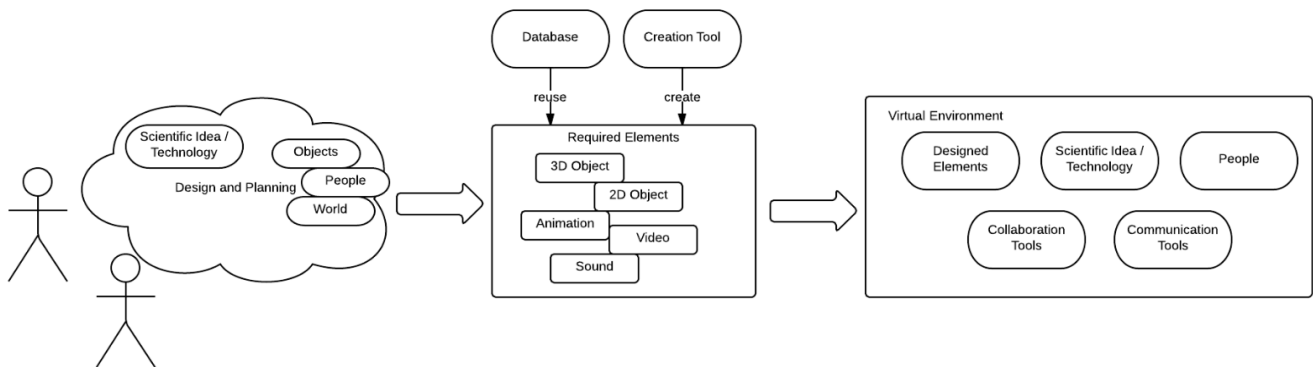 Database
Creation Tool
reuse
create
Scientific Idea /
Technology
Objects
Design and Planning
People
World
Required Elements
3D Object
2D Object
Animation
Video
Sound
Virtual Environment
Designed
Elements
Scientific Idea /
Technology
People
Collaboration
Tools
Communication
Tools